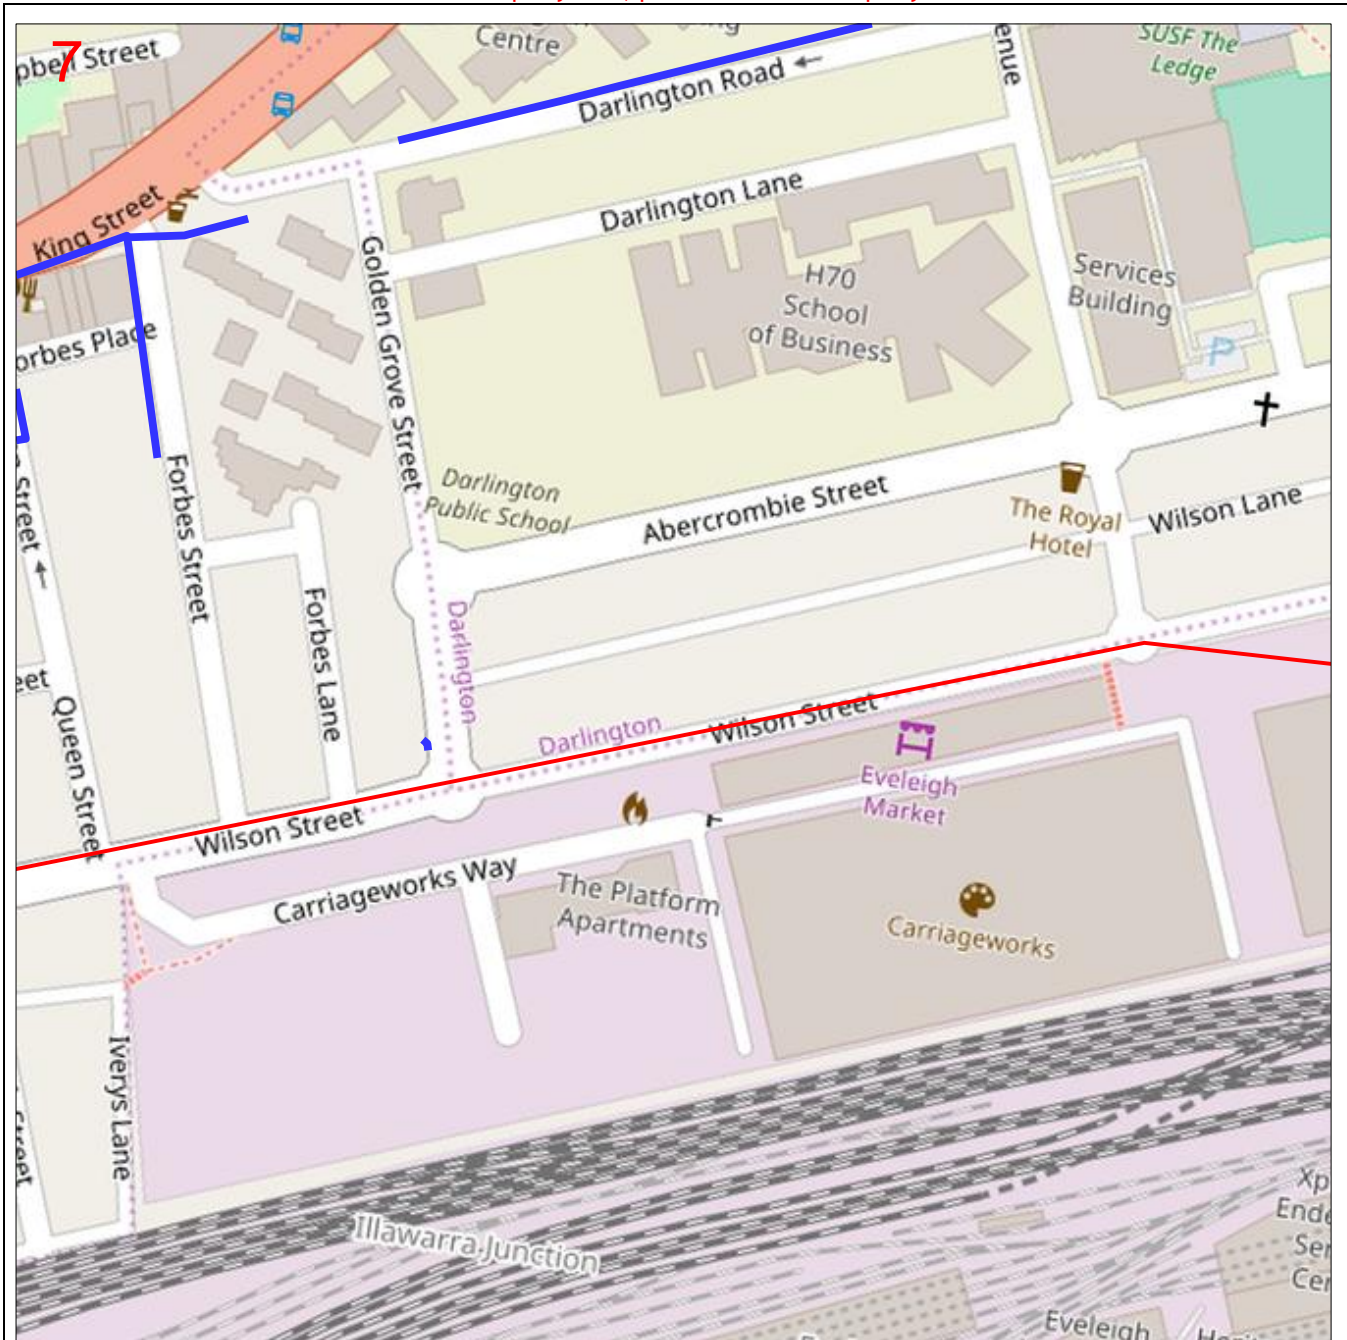 7
Centre
SUSF The
Ledge
Darlington Road
King Street
Darlington Lane
Golden Grove Street
H70
School
of Business
Services
Building
P
Forbes Street
Darlington
Public School
Abercrombie Street
The Royal
Hotel
Wilson Lane
Forbes Lane
Darlington
Queen Street
Darlington
Wilson Street
Eveleigh
Market
Wilson Street
Carriageworks Way
The Platform
Apartments
Carriageworks
Iverys Lane
Illawarra Junction
Eveleigh